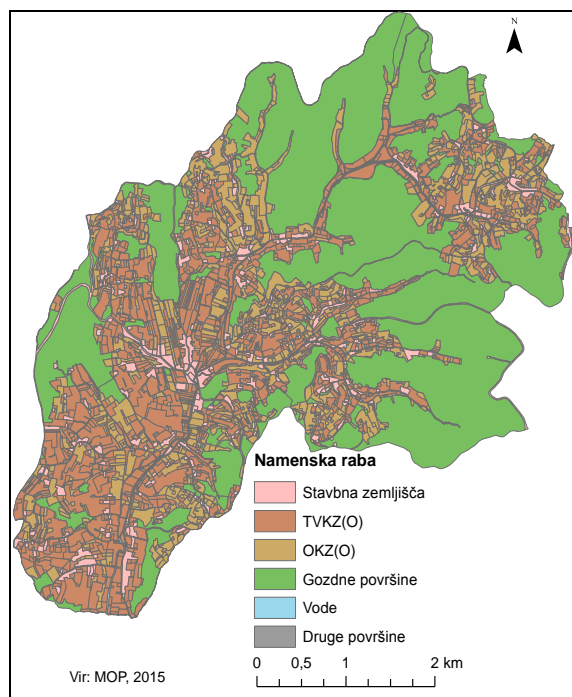 N
Namenska raba
Stavbna zemljišča
TVKZ(O)
OKZ(O)
Gozdne površine
Vode
Druge površine
0 0,5 1 2 km
Vir: MOP, 2015